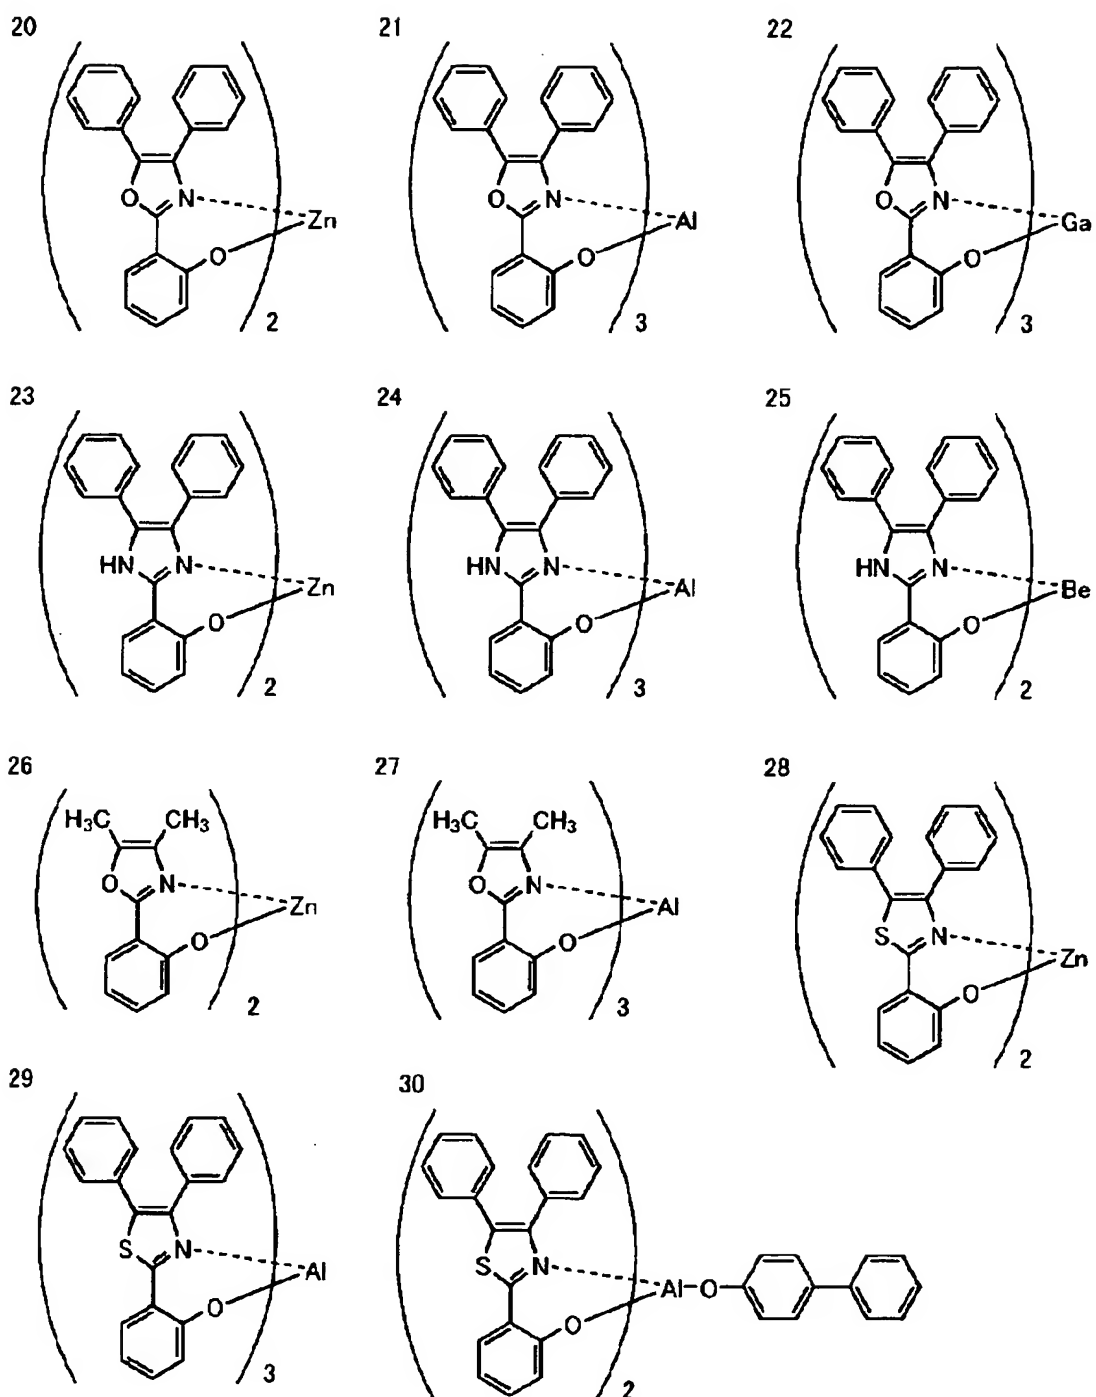 20 21 22
O N Zn O 2
O N Al O 3
O N Ga O 3
23 24 25
HN N Zn O 2
HN N Al O 3
HN N Be O 2
26 27 28
H₃C CH₃ O N Zn O 2
H₃C CH₃ O N Al O 3
S N Zn O 2
29 30
S N Al O 3
S N Al-O O 2